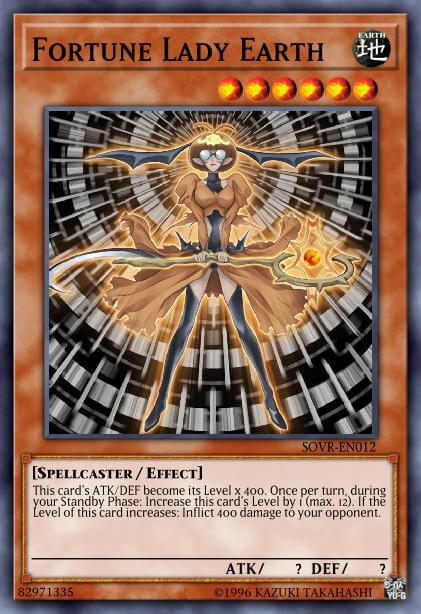 Fortune Lady Earth
EARTH
地
SOVR-EN012
[Spellcaster / Effect]
This card's ATK/DEF become its Level x 400. Once per turn, during
your Standby Phase: Increase this card's Level by 1 (max. 12). If the
Level of this card increases: Inflict 400 damage to your opponent.
ATK/ ? DEF/ ?
82971335
©1996 KAZUKI TAKAHASHI